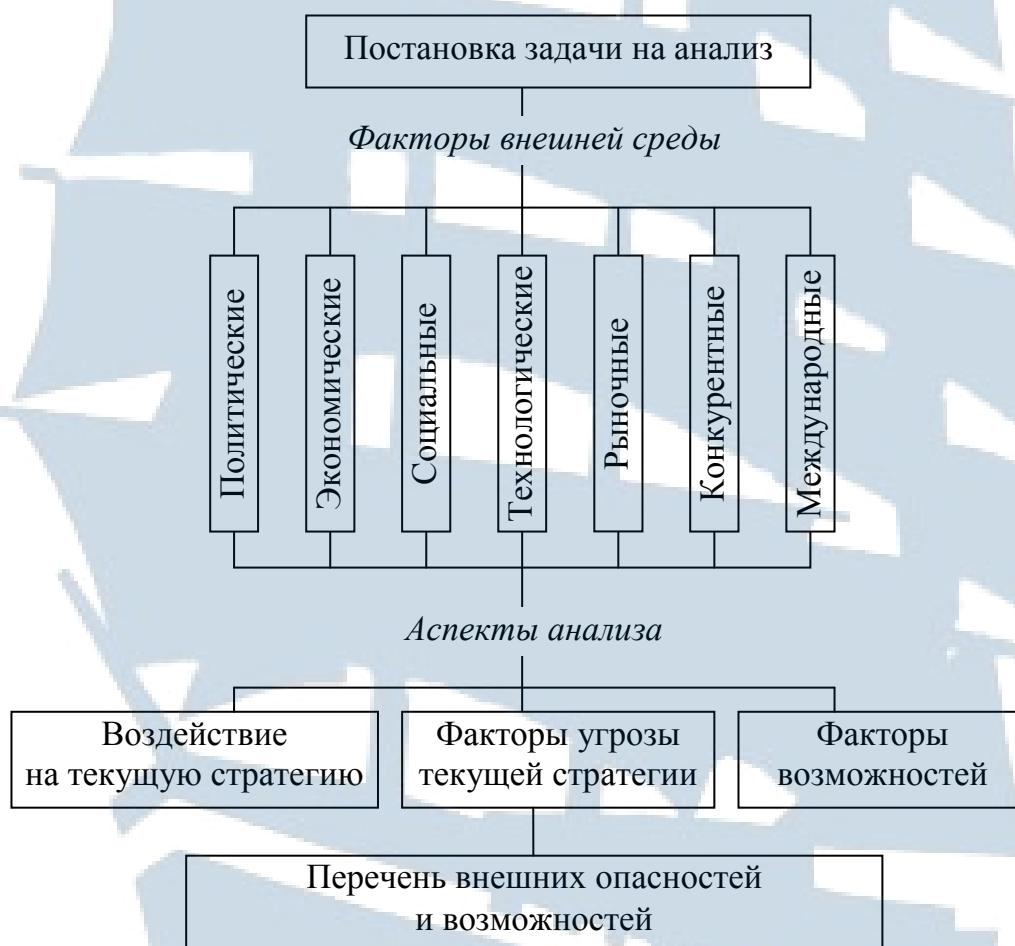 Постановка задачи на анализ
Факторы внешней среды
Политические
Экономические
Социальные
Технологические
Рыночные
Конкурентные
Международные
Аспекты анализа
Воздействие
на текущую стратегию
Факторы угрозы
текущей стратегии
Факторы
возможностей
Перечень внешних опасностей
и возможностей